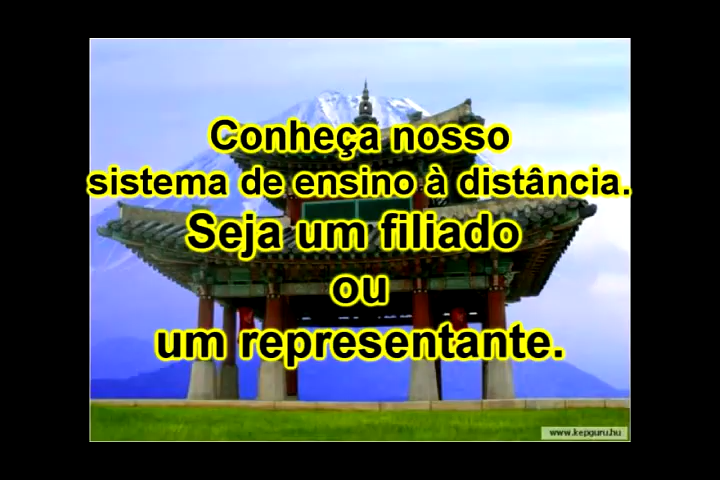 Conheça nosso
sistema de ensino à distância.
Seja um filiado
ou
um representante.
www.kepguru.hu